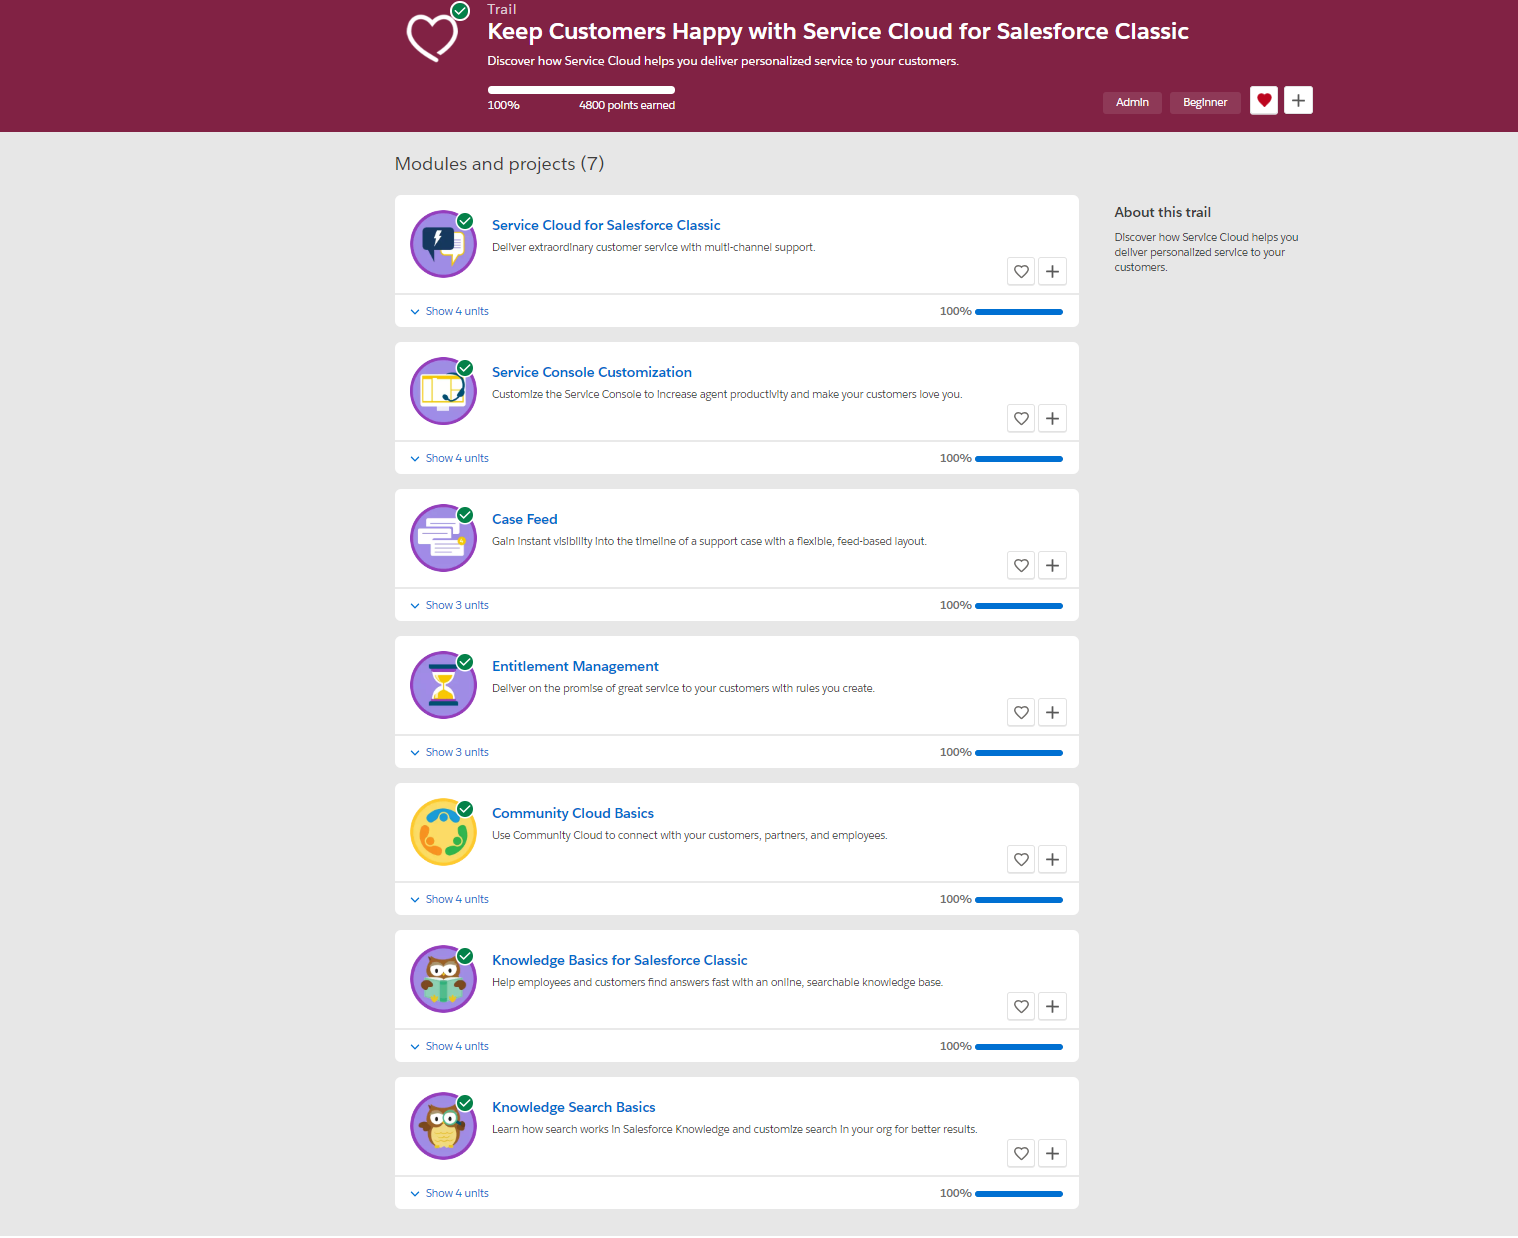 Trail
Keep Customers Happy with Service Cloud for Salesforce Classic
Discover how Service Cloud helps you deliver personalized service to your customers.
100% 4800 points earned
Admin Beginner
Modules and projects (7)
Service Cloud for Salesforce Classic
Deliver extraordinary customer service with multi-channel support.
Show 4 units 100%
Service Console Customization
Customize the Service Console to increase agent productivity and make your customers love you.
Show 4 units 100%
Case Feed
Gain instant visibility into the timeline of a support case with a flexible, feed-based layout.
Show 3 units 100%
Entitlement Management
Deliver on the promise of great service to your customers with rules you create.
Show 3 units 100%
Community Cloud Basics
Use Community Cloud to connect with your customers, partners, and employees.
Show 4 units 100%
Knowledge Basics for Salesforce Classic
Help employees and customers find answers fast with an online, searchable knowledge base.
Show 4 units 100%
Knowledge Search Basics
Learn how search works in Salesforce Knowledge and customize search in your org for better results.
Show 4 units 100%
About this trail
Discover how Service Cloud helps you
deliver personalized service to your
customers.